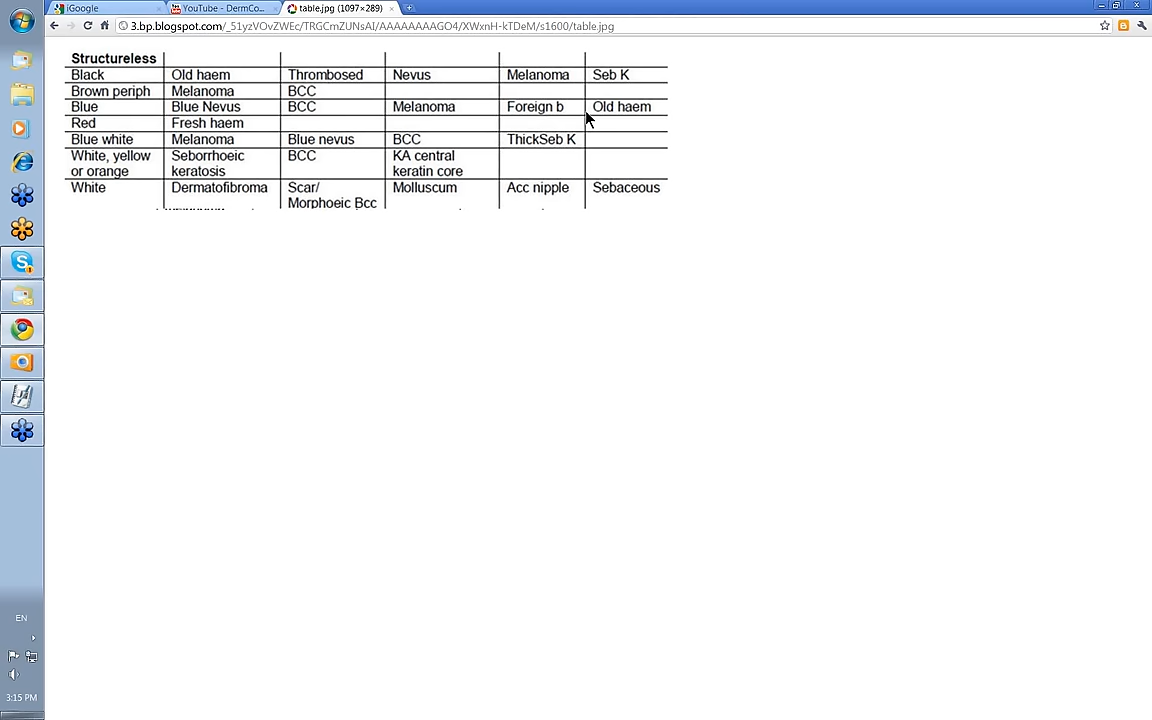 iGoogle
YouTube - DermCo...
table.jpg (1097×289)
3.bp.blogspot.com/_51yzVOvZWEc/TRGCmZUNsAI/AAAAAAAAGO4/XWxnH-kTDeM/s1600/table.jpg
Structureless
Black Old haem Thrombosed Nevus Melanoma Seb K
Brown periph Melanoma BCC
Blue Blue Nevus BCC Melanoma Foreign b Old haem
Red Fresh haem
Blue white Melanoma Blue nevus BCC ThickSeb K
White, yellow Seborrhoeic BCC KA central
or orange keratosis keratin core
White Dermatofibroma Scar/ Molluscum Acc nipple Sebaceous
Morphoeic Bcc
EN
3:15 PM